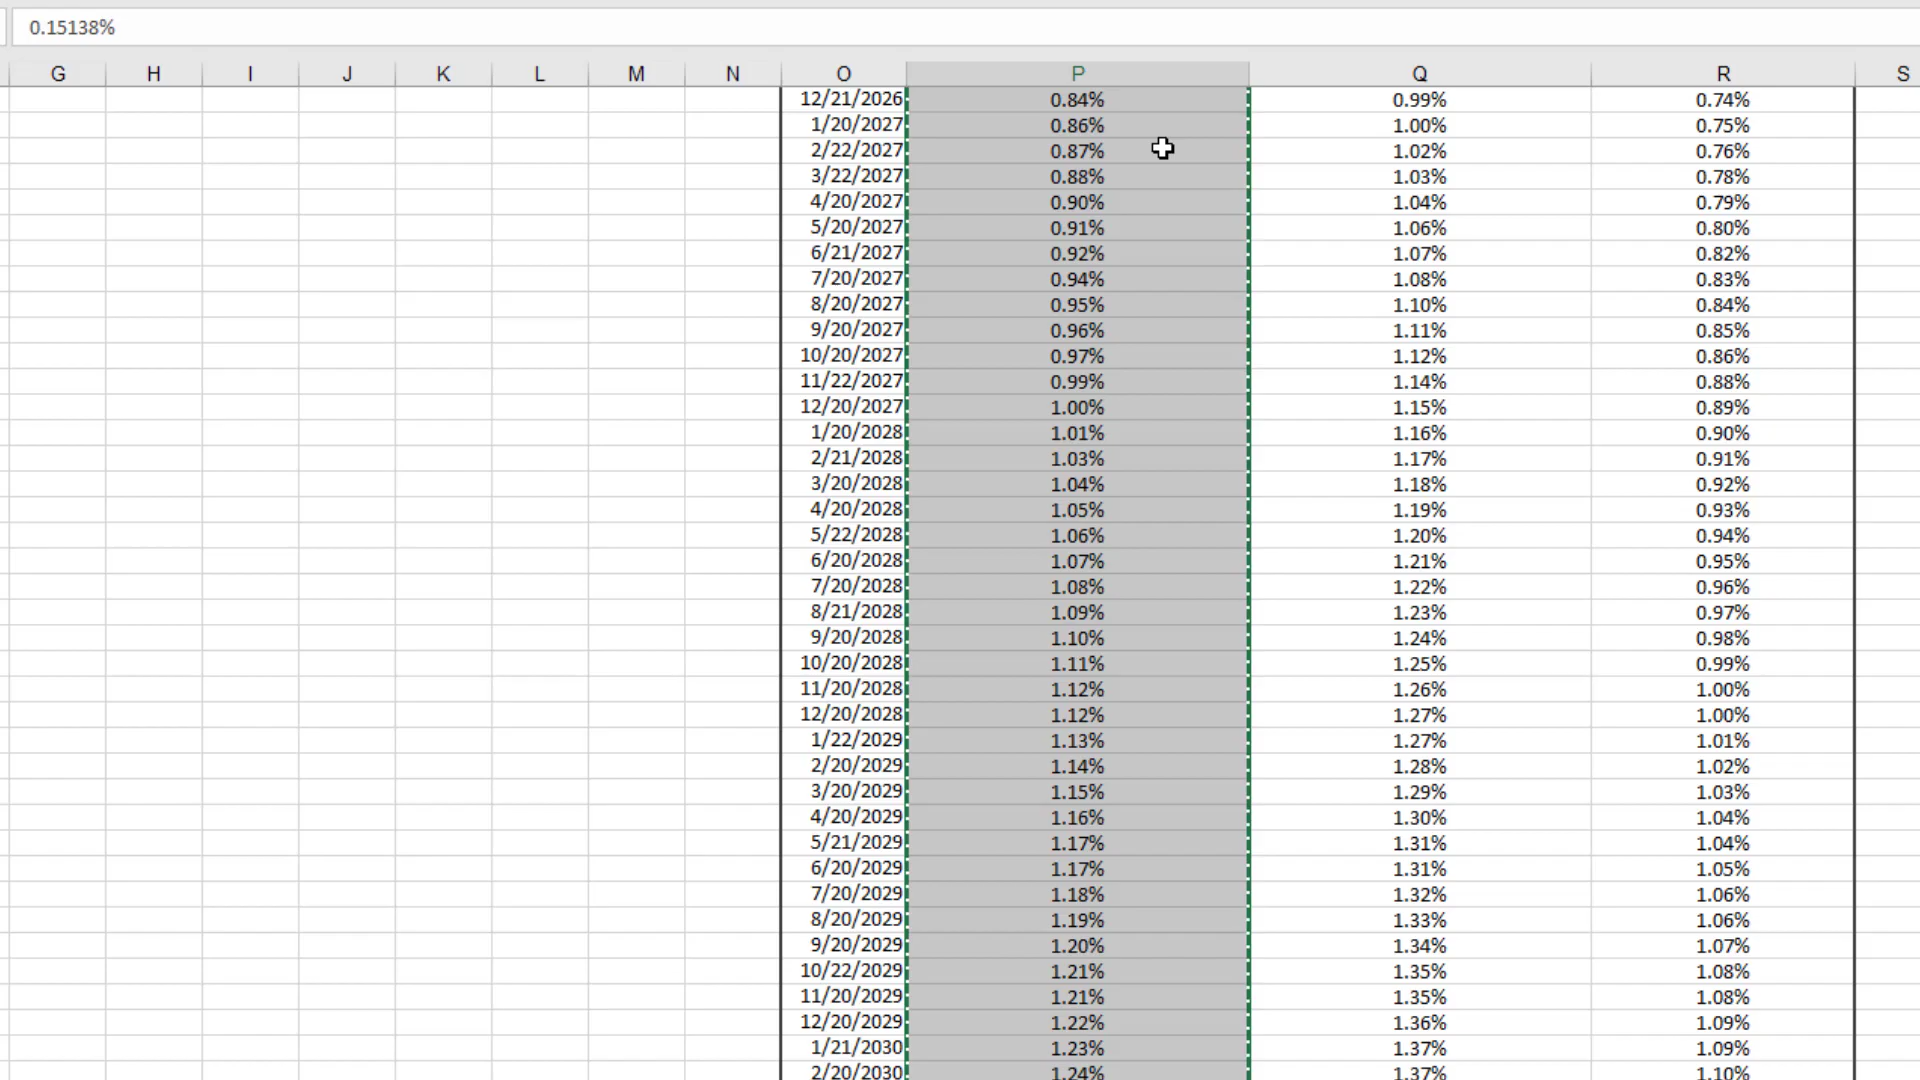 0.15138%
G H I J K L M N O P Q R S
12/21/2026 0.84% 0.99% 0.74%
1/20/2027 0.86% 1.00% 0.75%
2/22/2027 0.87% 1.02% 0.76%
3/22/2027 0.88% 1.03% 0.78%
4/20/2027 0.90% 1.04% 0.79%
5/20/2027 0.91% 1.06% 0.80%
6/21/2027 0.92% 1.07% 0.82%
7/20/2027 0.94% 1.08% 0.83%
8/20/2027 0.95% 1.10% 0.84%
9/20/2027 0.96% 1.11% 0.85%
10/20/2027 0.97% 1.12% 0.86%
11/22/2027 0.99% 1.14% 0.88%
12/20/2027 1.00% 1.15% 0.89%
1/20/2028 1.01% 1.16% 0.90%
2/21/2028 1.03% 1.17% 0.91%
3/20/2028 1.04% 1.18% 0.92%
4/20/2028 1.05% 1.19% 0.93%
5/22/2028 1.06% 1.20% 0.94%
6/20/2028 1.07% 1.21% 0.95%
7/20/2028 1.08% 1.22% 0.96%
8/21/2028 1.09% 1.23% 0.97%
9/20/2028 1.10% 1.24% 0.98%
10/20/2028 1.11% 1.25% 0.99%
11/20/2028 1.12% 1.26% 1.00%
12/20/2028 1.12% 1.27% 1.00%
1/22/2029 1.13% 1.27% 1.01%
2/20/2029 1.14% 1.28% 1.02%
3/20/2029 1.15% 1.29% 1.03%
4/20/2029 1.16% 1.30% 1.04%
5/21/2029 1.17% 1.31% 1.04%
6/20/2029 1.17% 1.31% 1.05%
7/20/2029 1.18% 1.32% 1.06%
8/20/2029 1.19% 1.33% 1.06%
9/20/2029 1.20% 1.34% 1.07%
10/22/2029 1.21% 1.35% 1.08%
11/20/2029 1.21% 1.35% 1.08%
12/20/2029 1.22% 1.36% 1.09%
1/21/2030 1.23% 1.37% 1.09%
2/20/2030 1.24% 1.37% 1.10%